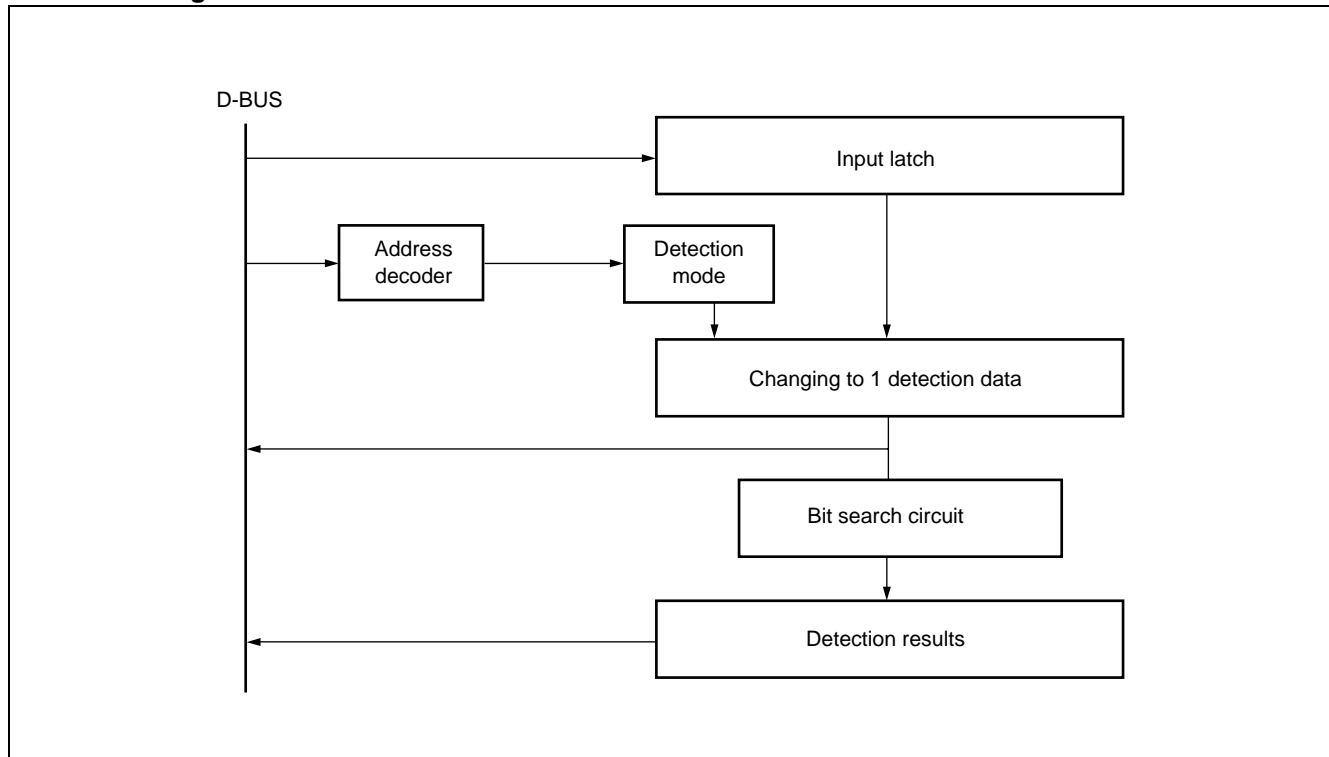 D-BUS
Input latch
Address
decoder
Detection
mode
Changing to 1 detection data
Bit search circuit
Detection results